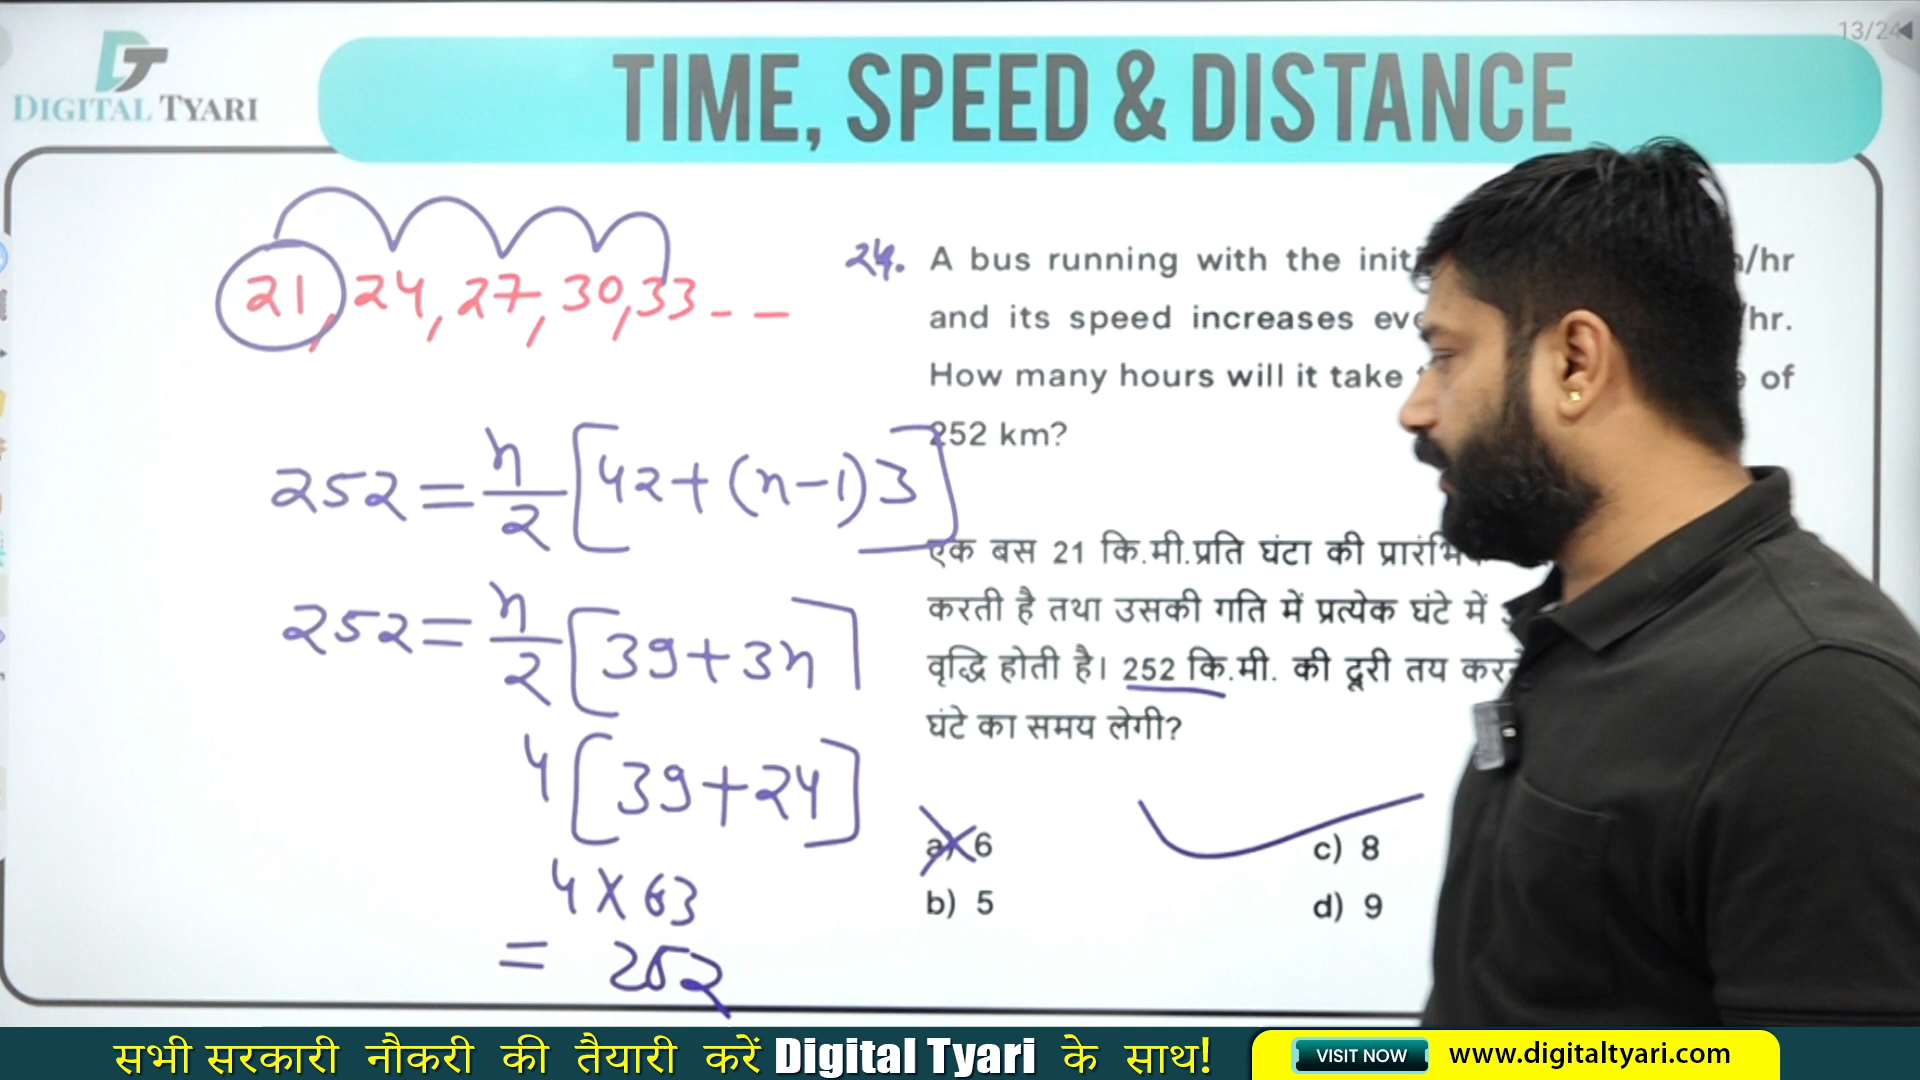 13/24
DIGITAL TYARI
TIME, SPEED & DISTANCE
21, 24, 27, 30, 33 - -
252 = n/2 [42 + (n-1)3]
252 = n/2 [39 + 3n]
4 [39 + 24]
4 × 63
= 252
24. A bus running with the /hr
and its speed increases /hr.
How many hours will it take of
252 km?
एक बस 21 कि.मी.प्रति घंटा की
करती है तथा उसकी गति में प्रत्येक घंटे में
वृद्धि होती है। 252 कि.मी. की दूरी तय
घंटे का समय लेगी?
a) 6
b) 5
c) 8
d) 9
सभी सरकारी नौकरी की तैयारी करें Digital Tyari के साथ!
VISIT NOW
www.digitaltyari.com